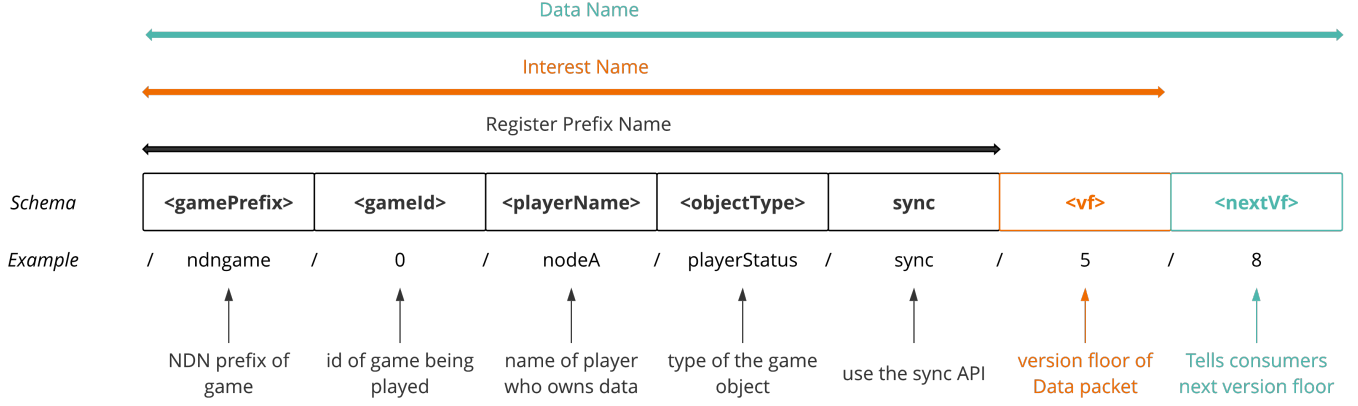 Data Name
Interest Name
Register Prefix Name
Schema <gamePrefix> <gameId> <playerName> <objectType> sync <vf> <nextVf>
Example / ndngame / 0 / nodeA / playerStatus / sync / 5 / 8
NDN prefix of
game
id of game being
played
name of player
who owns data
type of the game
object
use the sync API
version floor of
Data packet
Tells consumers
next version floor